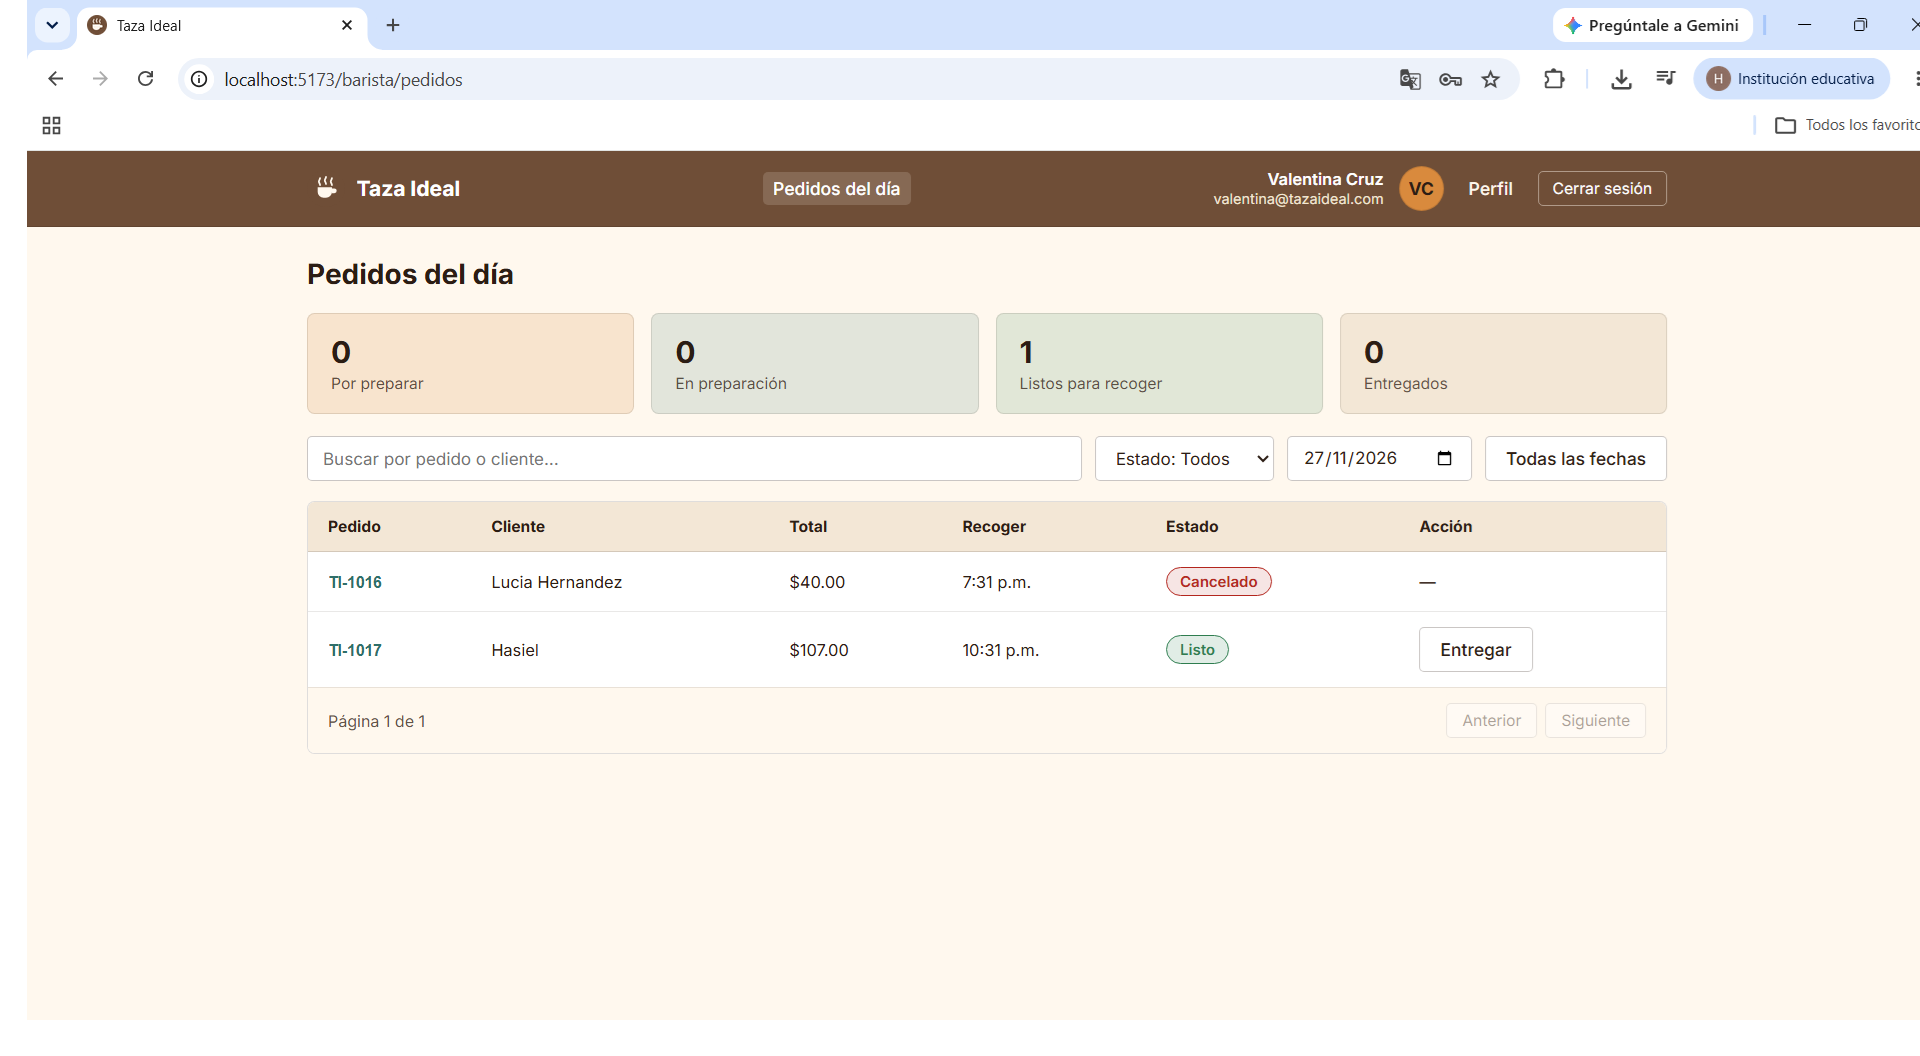 Taza Ideal
Pregúntale a Gemini
localhost:5173/barista/pedidos
H Institución educativa
Todos los favorito
Taza Ideal
Pedidos del día
Valentina Cruz
valentina@tazaideal.com
VC
Perfil
Cerrar sesión
Pedidos del día
0
Por preparar
0
En preparación
1
Listos para recoger
0
Entregados
Buscar por pedido o cliente...
Estado: Todos
27/11/2026
Todas las fechas
Pedido Cliente Total Recoger Estado Acción
TI-1016 Lucia Hernandez $40.00 7:31 p.m. Cancelado —
TI-1017 Hasiel $107.00 10:31 p.m. Listo Entregar
Página 1 de 1
Anterior
Siguiente